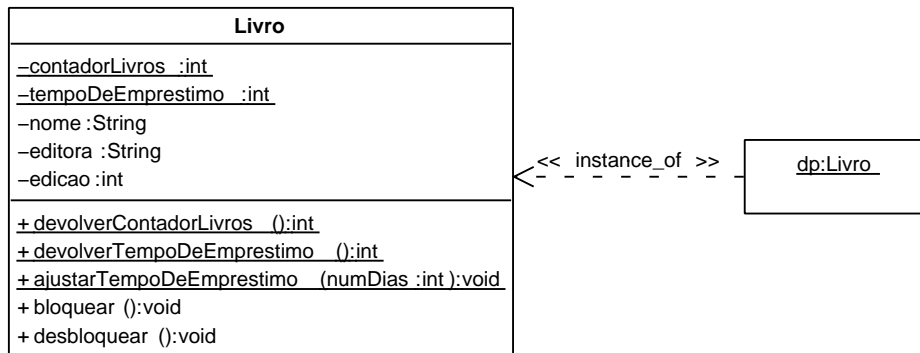 Livro
–contadorLivros :int
–tempoDeEmprestimo :int
–nome :String
–editora :String
–edicao :int
+ devolverContadorLivros ():int
+ devolverTempoDeEmprestimo ():int
+ ajustarTempoDeEmprestimo (numDias :int ):void
+ bloquear ():void
+ desbloquear ():void
<< instance_of >>
dp:Livro